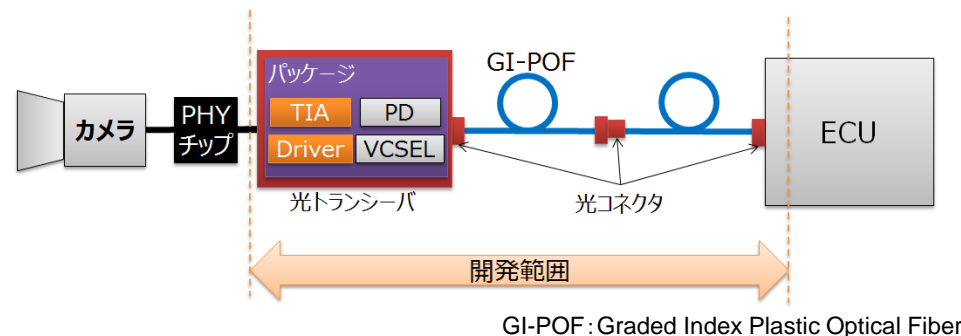 カメラ
PHY
チップ
パッケージ
TIA
PD
Driver
VCSEL
光トランシーバ
GI-POF
光コネクタ
ECU
開発範囲
GI-POF：Graded Index Plastic Optical Fiber